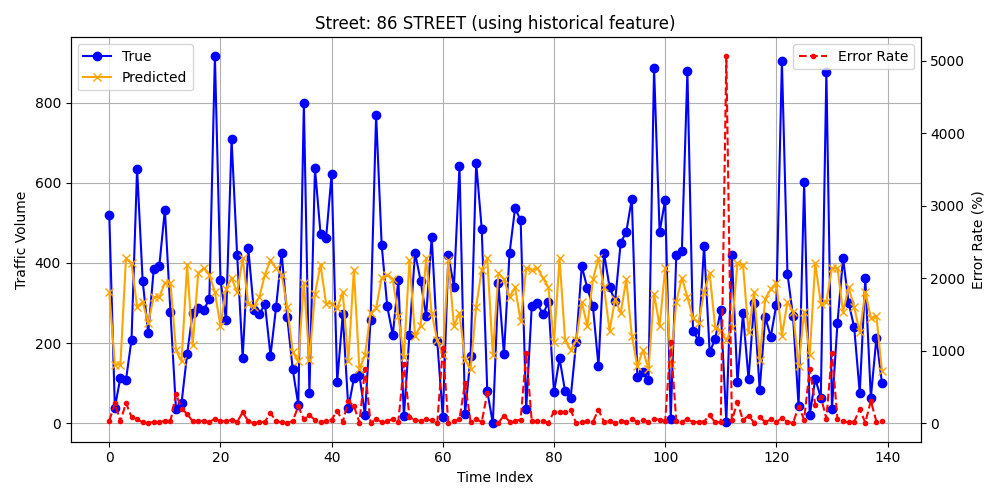 Street: 86 STREET (using historical feature)
True
Predicted
Error Rate
Traffic Volume
800
600
400
200
0
5000
4000
3000
2000
1000
0
Error Rate (%)
0 20 40 60 80 100 120 140
Time Index